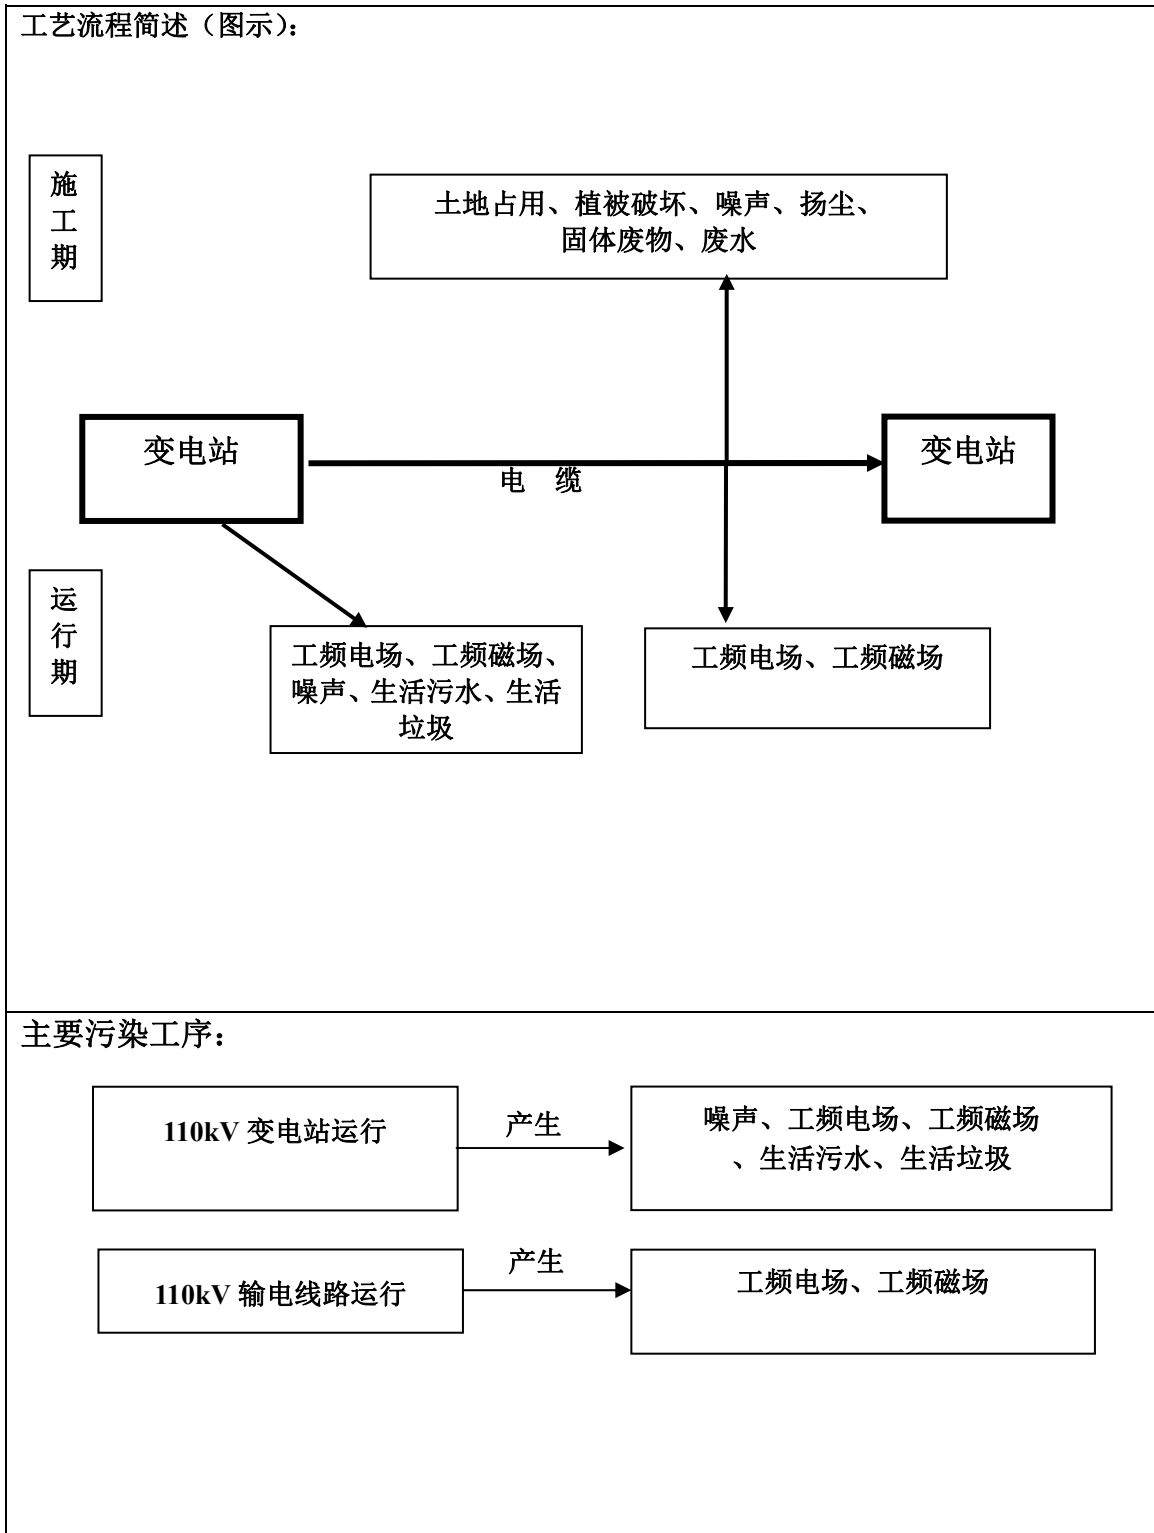 工艺流程简述（图示）：
施
工
期
土地占用、植被破坏、噪声、扬尘、
固体废物、废水
变电站
电 缆
变电站
运
行
期
工频电场、工频磁场、
噪声、生活污水、生活
垃圾
工频电场、工频磁场
主要污染工序：
110kV 变电站运行
产生
噪声、工频电场、工频磁场
、生活污水、生活垃圾
110kV 输电线路运行
产生
工频电场、工频磁场